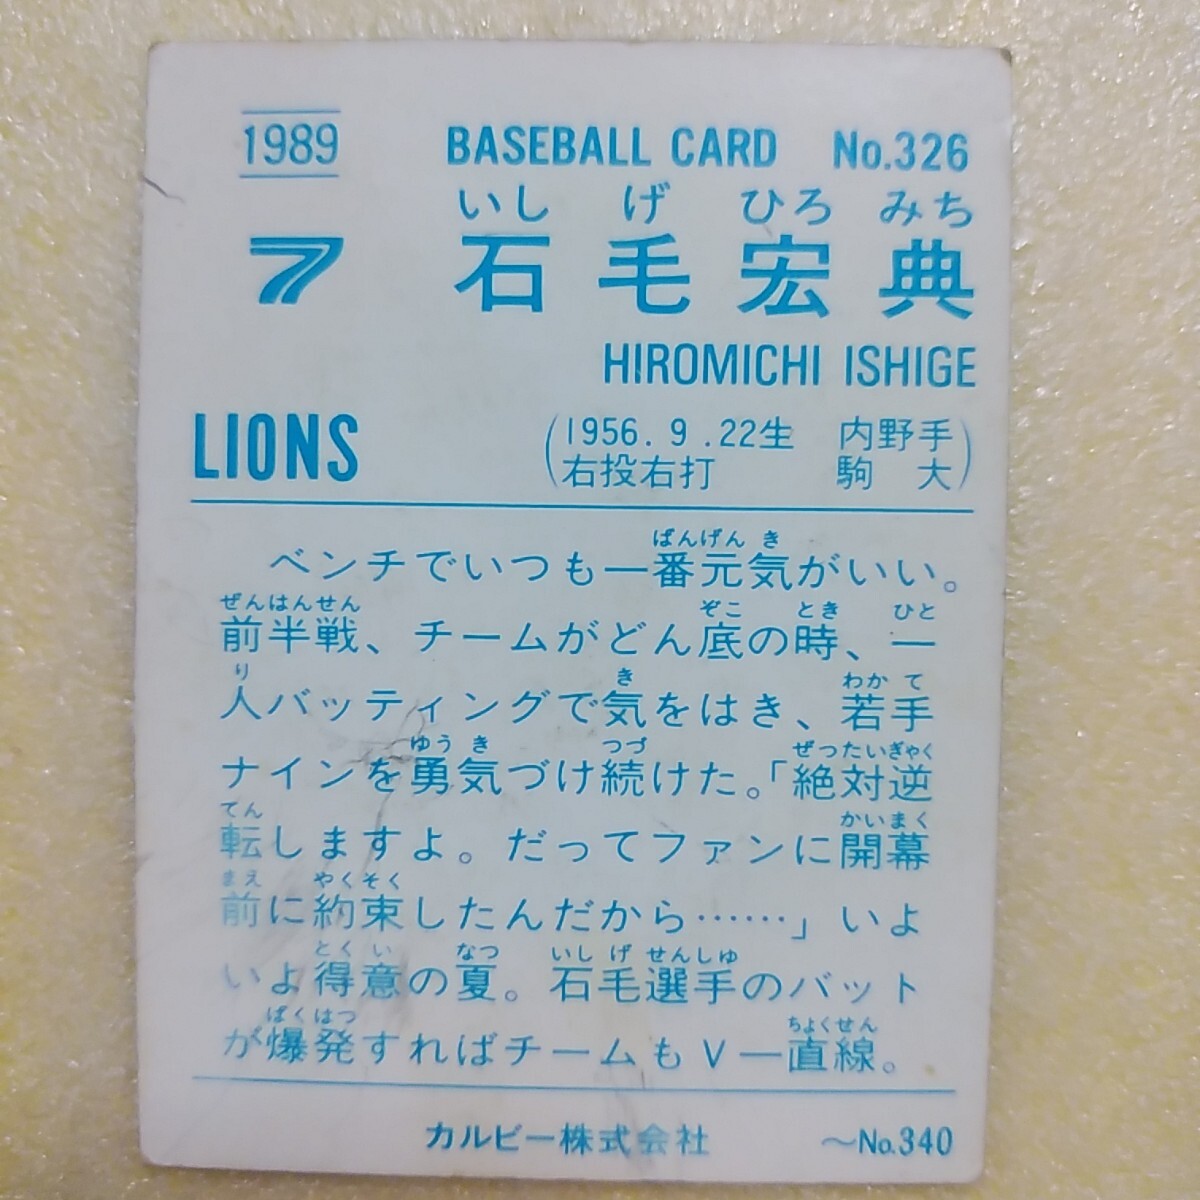 1989 BASEBALL CARD No.326
いし げ ひろ みち
7 石毛宏典
HIROMICHI ISHIGE
LIONS
(1956.9.22生 内野手
右投右打 駒大)
ばんげん き
ベンチでいつも一番元気がいい。
ぜんはんせん ぞこ とき ひと
前半戦、チームがどん底の時、一
り き わか て
人バッティングで気をはき、若手
ゆう き つづ ぜったいぎゃく
ナインを勇気づけ続けた。「絶対逆
てん かいまく
転しますよ。だってファンに開幕
まえ やくそく
前に約束したんだから……」いよ
とく い なつ いし げ せんしゅ
いよ得意の夏。石毛選手のバット
ばくはつ ちょくせん
が爆発すればチームもV一直線。
カルビー株式会社 〜No.340